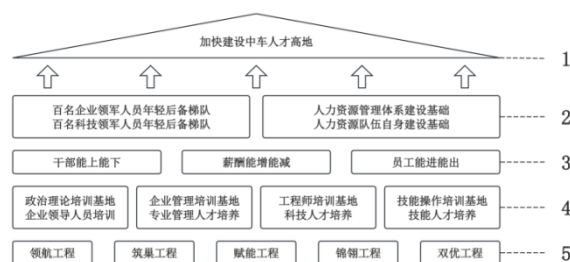 加快建设中车人才高地
1
百名企业领军人员年轻后备梯队
百名科技领军人员年轻后备梯队
人力资源管理体系建设基础
人力资源队伍自身建设基础
2
干部能上能下
薪酬能增能减
员工能进能出
3
政治理论培训基地
企业领导人员培训
企业管理培训基地
专业管理人才培养
工程师培训基地
科技人才培养
技能操作培训基地
技能人才培养
4
领航工程
筑巢工程
赋能工程
锦翎工程
双优工程
5